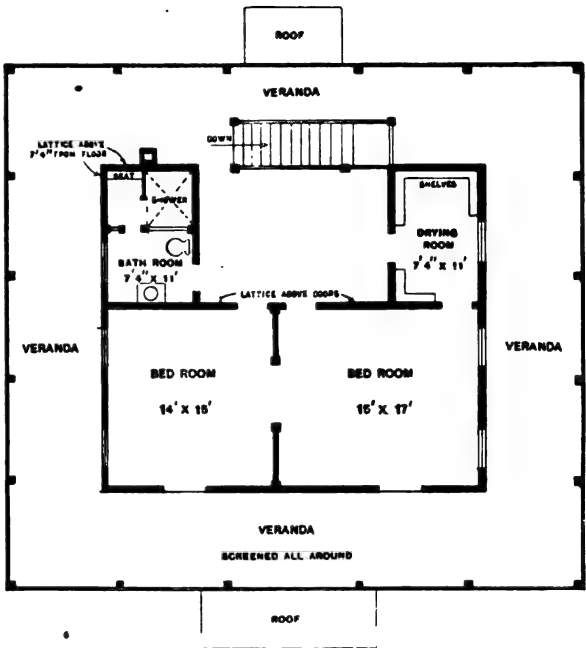 ROOF
VERANDA
DOWN
LATTICE ABOVE
7'4" FROM FLOOR
SEAT
SHOWER
SHELVES
DRYING
ROOM
7'4" X 11'
BATH ROOM
7'4" X 11'
LATTICE ABOVE DOORS
VERANDA
VERANDA
BED ROOM
14' X 15'
BED ROOM
15' X 17'
VERANDA
SCREENED ALL AROUND
ROOF
6